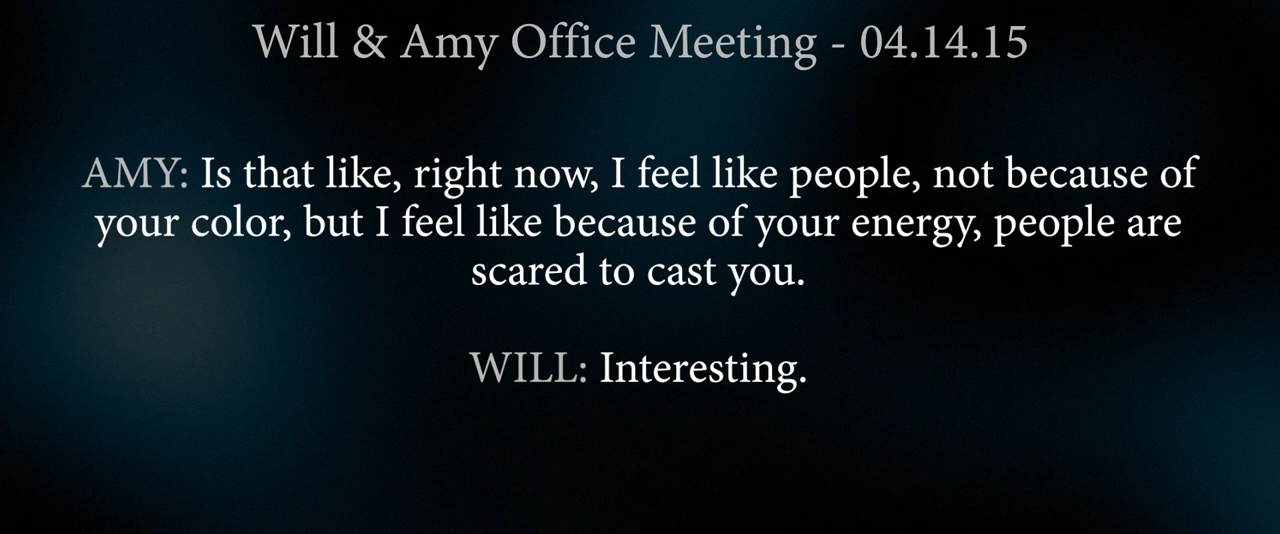 Will & Amy Office Meeting - 04.14.15
AMY: Is that like, right now, I feel like people, not because of
your color, but I feel like because of your energy, people are
scared to cast you.
WILL: Interesting.